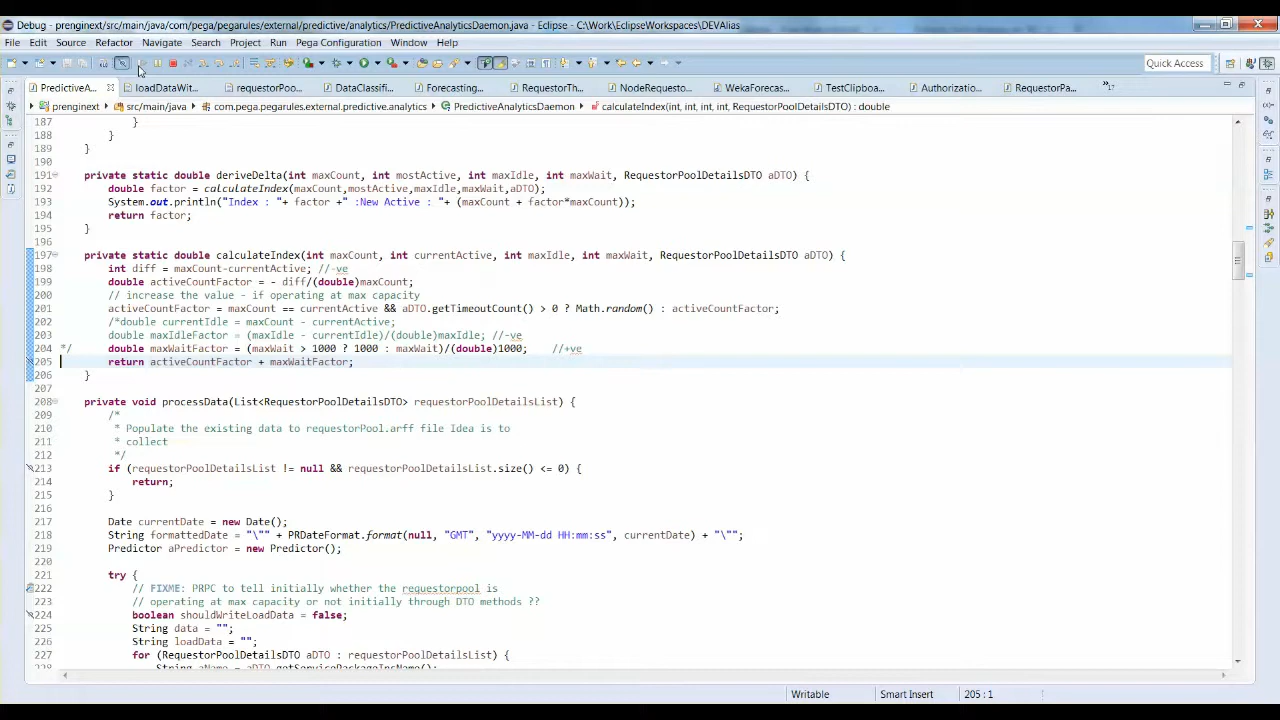 Debug - prenginext/src/main/java/com/pega/pegarules/external/predictive/analytics/PredictiveAnalyticsDaemon.java - Eclipse - C:\Work\EclipseWorkspaces\DEVAlias
File Edit Source Refactor Navigate Search Project Run Pega Configuration Window Help
Quick Access
PredictiveA... loadDataWit... requestorPoo... DataClassifi... Forecasting... RequestorTh... NodeRequesto... WekaForecas... TestClipboa... Authorizatio... RequestorPa... »17
prenginext src/main/java com.pega.pegarules.external.predictive.analytics PredictiveAnalyticsDaemon calculateIndex(int, int, int, int, RequestorPoolDetailsDTO) : double
187 }
188 }
189 }
190
191 private static double deriveDelta(int maxCount, int mostActive, int maxIdle, int maxWait, RequestorPoolDetailsDTO aDTO) {
192 double factor = calculateIndex(maxCount,mostActive,maxIdle,maxWait,aDTO);
193 System.out.println("Index : "+ factor +" :New Active : "+ (maxCount + factor*maxCount));
194 return factor;
195 }
196
197 private static double calculateIndex(int maxCount, int currentActive, int maxIdle, int maxWait, RequestorPoolDetailsDTO aDTO) {
198 int diff = maxCount-currentActive; //-ve
199 double activeCountFactor = - diff/(double)maxCount;
200 // increase the value - if operating at max capacity
201 activeCountFactor = maxCount == currentActive && aDTO.getTimeoutCount() > 0 ? Math.random() : activeCountFactor;
202 /*double currentIdle = maxCount - currentActive;
203 double maxIdleFactor = (maxIdle - currentIdle)/(double)maxIdle; //-ve
204 */ double maxWaitFactor = (maxWait > 1000 ? 1000 : maxWait)/(double)1000; //+ve
205 return activeCountFactor + maxWaitFactor;
206 }
207
208 private void processData(List<RequestorPoolDetailsDTO> requestorPoolDetailsList) {
209 /*
210 * Populate the existing data to requestorPool.arff file Idea is to
211 * collect
212 */
213 if (requestorPoolDetailsList != null && requestorPoolDetailsList.size() <= 0) {
214 return;
215 }
216
217 Date currentDate = new Date();
218 String formattedDate = "\"" + PRDateFormat.format(null, "GMT", "yyyy-MM-dd HH:mm:ss", currentDate) + "\"";
219 Predictor aPredictor = new Predictor();
220
221 try {
222 // FIXME: PRPC to tell initially whether the requestorpool is
223 // operating at max capacity or not initially through DTO methods ??
224 boolean shouldWriteLoadData = false;
225 String data = "";
226 String loadData = "";
227 for (RequestorPoolDetailsDTO aDTO : requestorPoolDetailsList) {
228 String aName = aDTO.getServicePackageInsName();
Writable Smart Insert 205 : 1